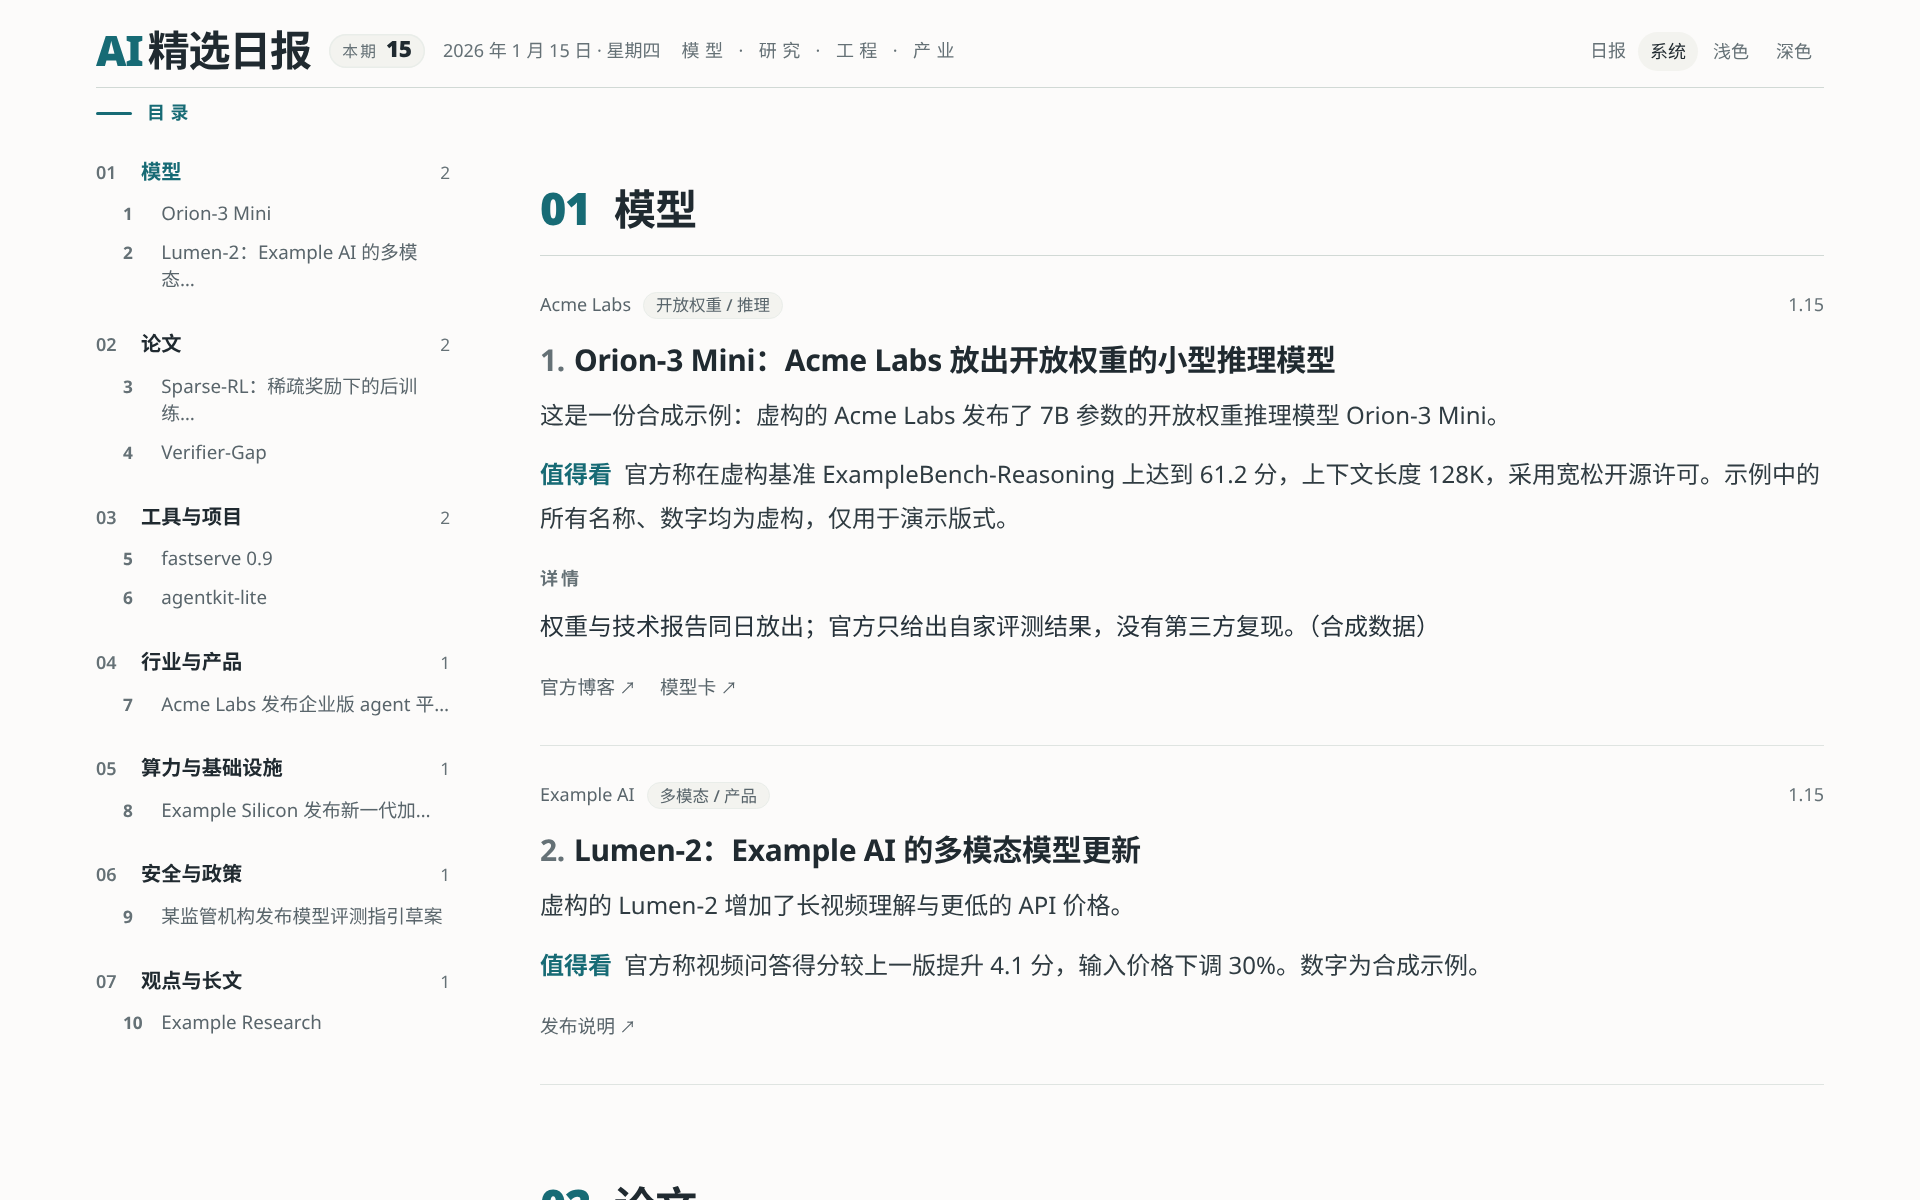 AI精选日报 本期 15 2026 年 1 月 15 日 · 星期四 模型 · 研究 · 工程 · 产业 日报 系统 浅色 深色
目录
01 模型 2
1 Orion-3 Mini
2 Lumen-2：Example AI 的多模
态...
02 论文 2
3 Sparse-RL：稀疏奖励下的后训
练...
4 Verifier-Gap
03 工具与项目 2
5 fastserve 0.9
6 agentkit-lite
04 行业与产品 1
7 Acme Labs 发布企业版 agent 平...
05 算力与基础设施 1
8 Example Silicon 发布新一代加...
06 安全与政策 1
9 某监管机构发布模型评测指引草案
07 观点与长文 1
10 Example Research
01 模型
Acme Labs 开放权重 / 推理 1.15
1. Orion-3 Mini：Acme Labs 放出开放权重的小型推理模型
这是一份合成示例：虚构的 Acme Labs 发布了 7B 参数的开放权重推理模型 Orion-3 Mini。
值得看 官方称在虚构基准 ExampleBench-Reasoning 上达到 61.2 分，上下文长度 128K，采用宽松开源许可。示例中的
所有名称、数字均为虚构，仅用于演示版式。
详情
权重与技术报告同日放出；官方只给出自家评测结果，没有第三方复现。（合成数据）
官方博客 ↗ 模型卡 ↗
Example AI 多模态 / 产品 1.15
2. Lumen-2：Example AI 的多模态模型更新
虚构的 Lumen-2 增加了长视频理解与更低的 API 价格。
值得看 官方称视频问答得分较上一版提升 4.1 分，输入价格下调 30%。数字为合成示例。
发布说明 ↗
02 论文